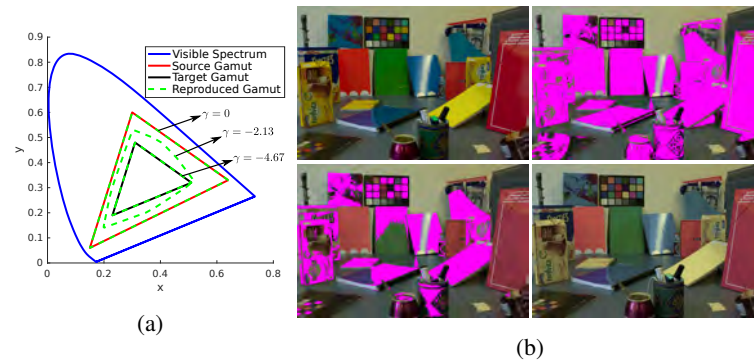 0.9
0.8
0.7
0.6
0.5
0.4
0.3
0.2
0.1
0
y
0 0.2 0.4 0.6 0.8
x
Visible Spectrum
Source Gamut
Target Gamut
Reproduced Gamut
γ = 0
γ = −2.13
γ = −4.67
(a)
(b)